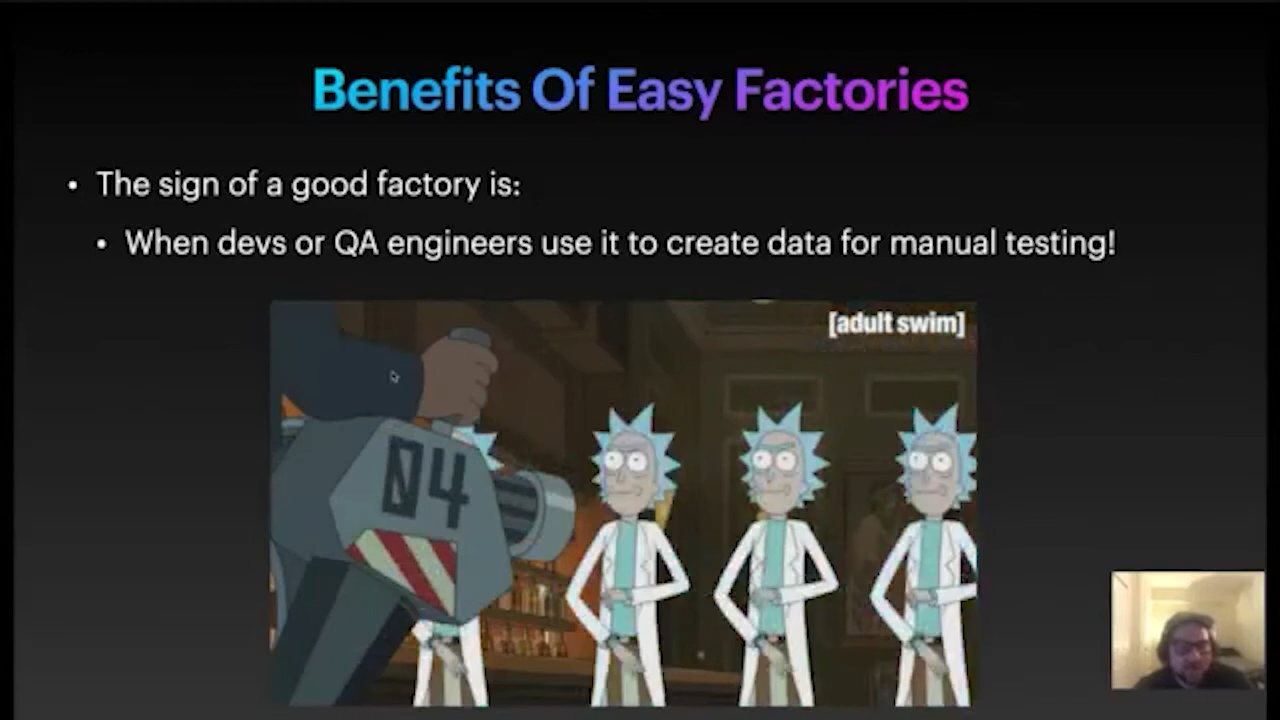 Benefits Of Easy Factories
• The sign of a good factory is:
• When devs or QA engineers use it to create data for manual testing!
[adult swim]
04